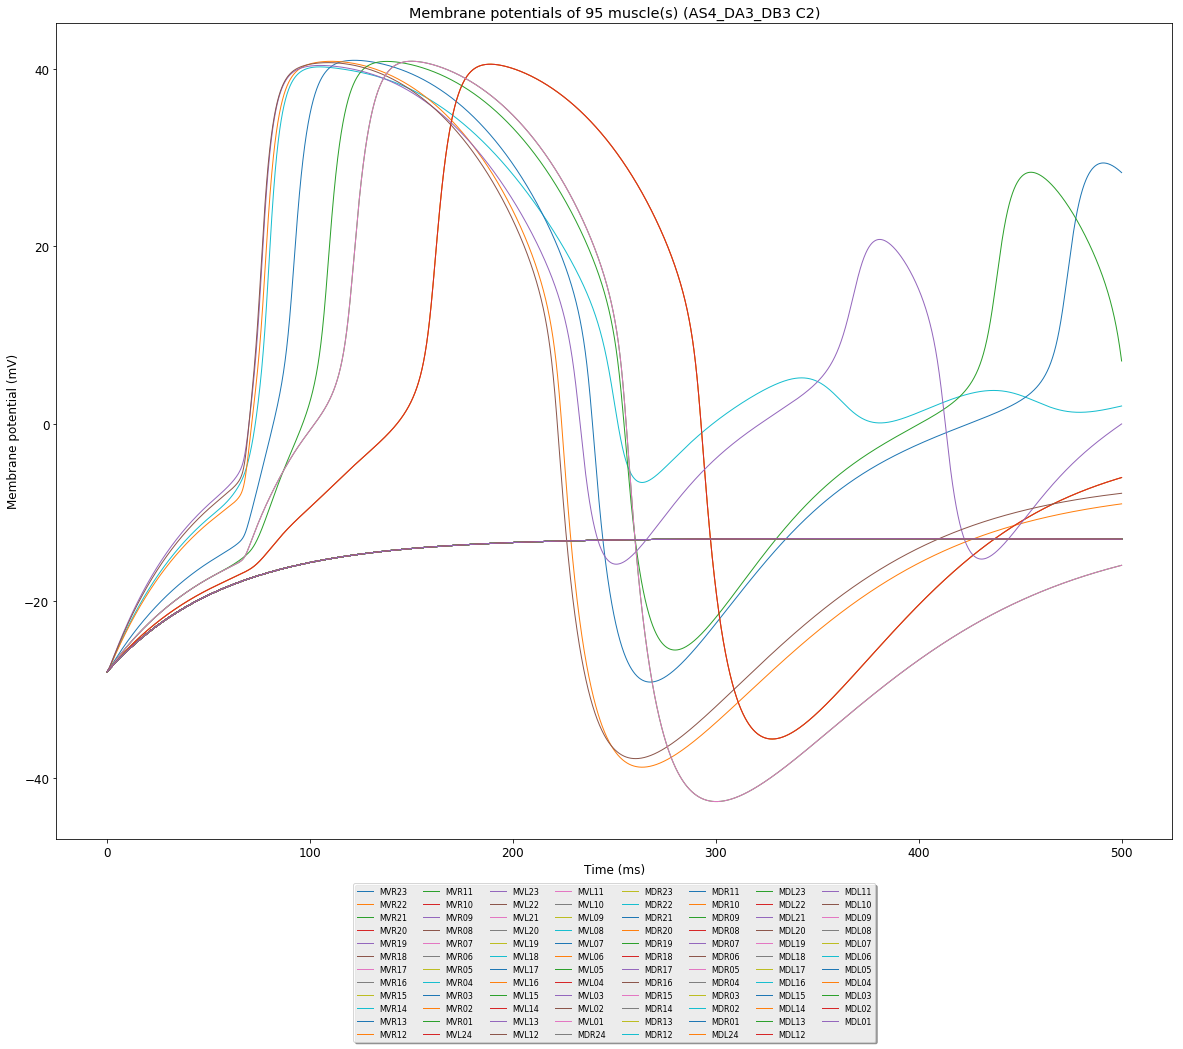 Membrane potentials of 95 muscle(s) (AS4_DA3_DB3 C2)
Membrane potential (mV)
40
20
0
−20
−40
0 100 200 300 400 500
Time (ms)
MVR23 MVR11 MVL23 MVL11 MDR23 MDR11 MDL23 MDL11
MVR22 MVR10 MVL22 MVL10 MDR22 MDR10 MDL22 MDL10
MVR21 MVR09 MVL21 MVL09 MDR21 MDR09 MDL21 MDL09
MVR20 MVR08 MVL20 MVL08 MDR20 MDR08 MDL20 MDL08
MVR19 MVR07 MVL19 MVL07 MDR19 MDR07 MDL19 MDL07
MVR18 MVR06 MVL18 MVL06 MDR18 MDR06 MDL18 MDL06
MVR17 MVR05 MVL17 MVL05 MDR17 MDR05 MDL17 MDL05
MVR16 MVR04 MVL16 MVL04 MDR16 MDR04 MDL16 MDL04
MVR15 MVR03 MVL15 MVL03 MDR15 MDR03 MDL15 MDL03
MVR14 MVR02 MVL14 MVL02 MDR14 MDR02 MDL14 MDL02
MVR13 MVR01 MVL13 MVL01 MDR13 MDR01 MDL13 MDL01
MVR12 MVL24 MVL12 MDR24 MDR12 MDL24 MDL12